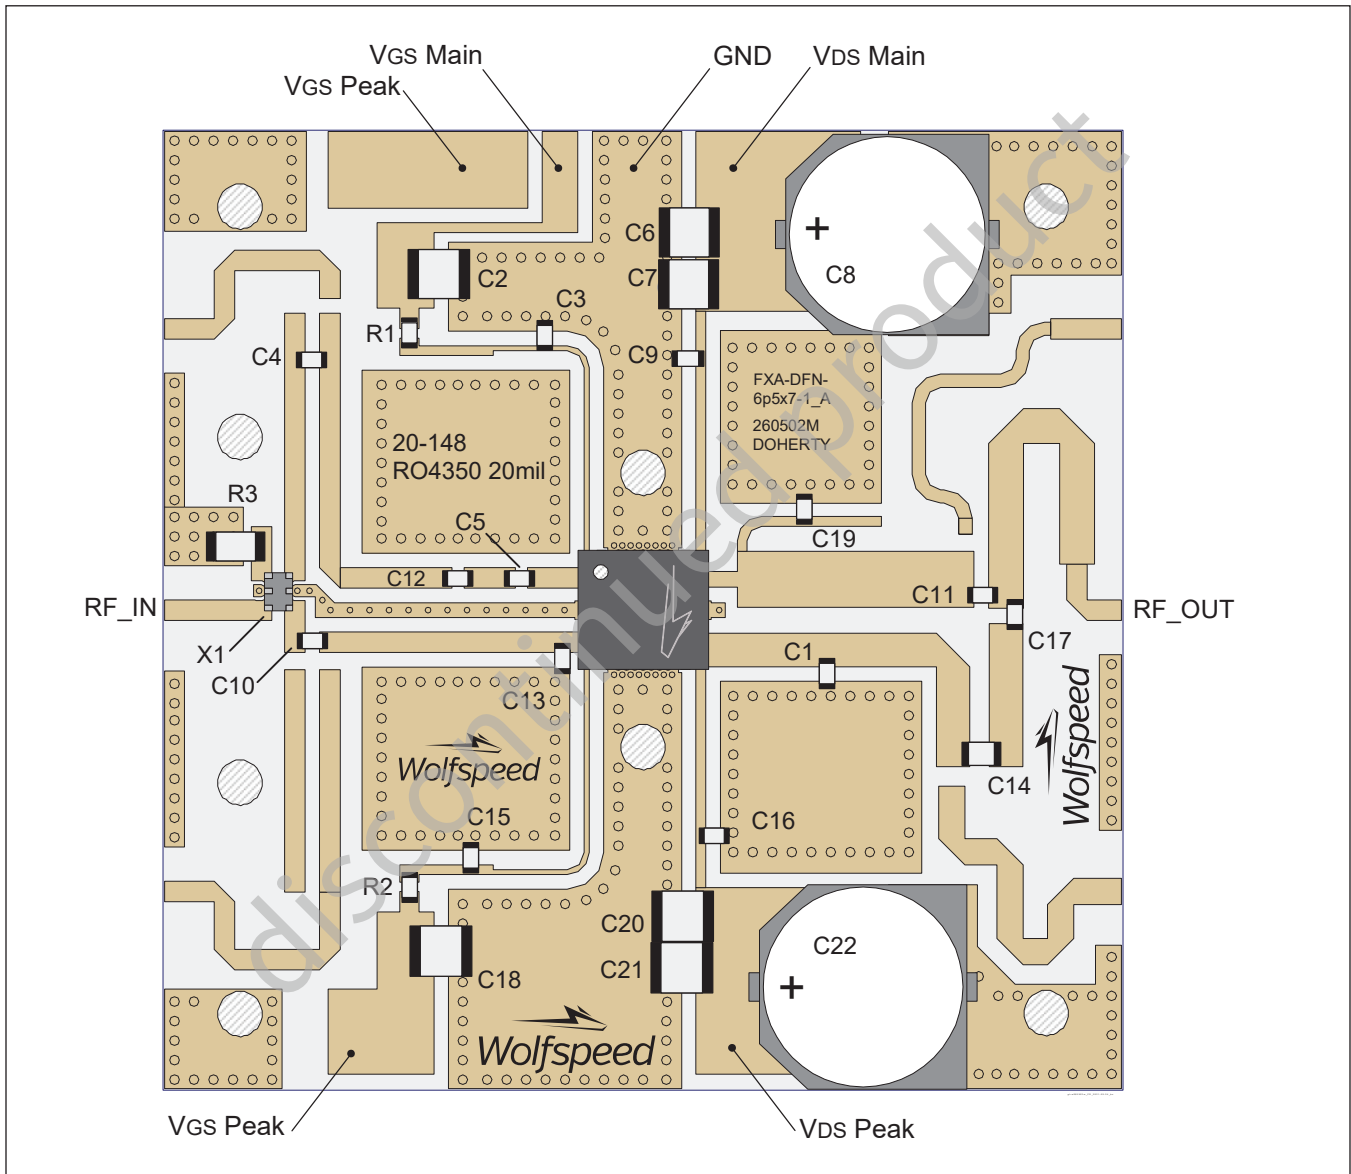 VGS Main
GND
VDS Main
VGS Peak
C6
C2
C7
C8
C3
R1
C9
C4
FXA-DFN-
6p5x7-1_A
260502M
DOHERTY
20-148
RO4350 20mil
R3
C5
C19
C12
C11
RF_IN
RF_OUT
C17
X1
C1
C10
C13
Wolfspeed
Wolfspeed
C14
C15
C16
R2
C20
C22
C21
C18
Wolfspeed
VGS Peak
VDS Peak
discontinued product